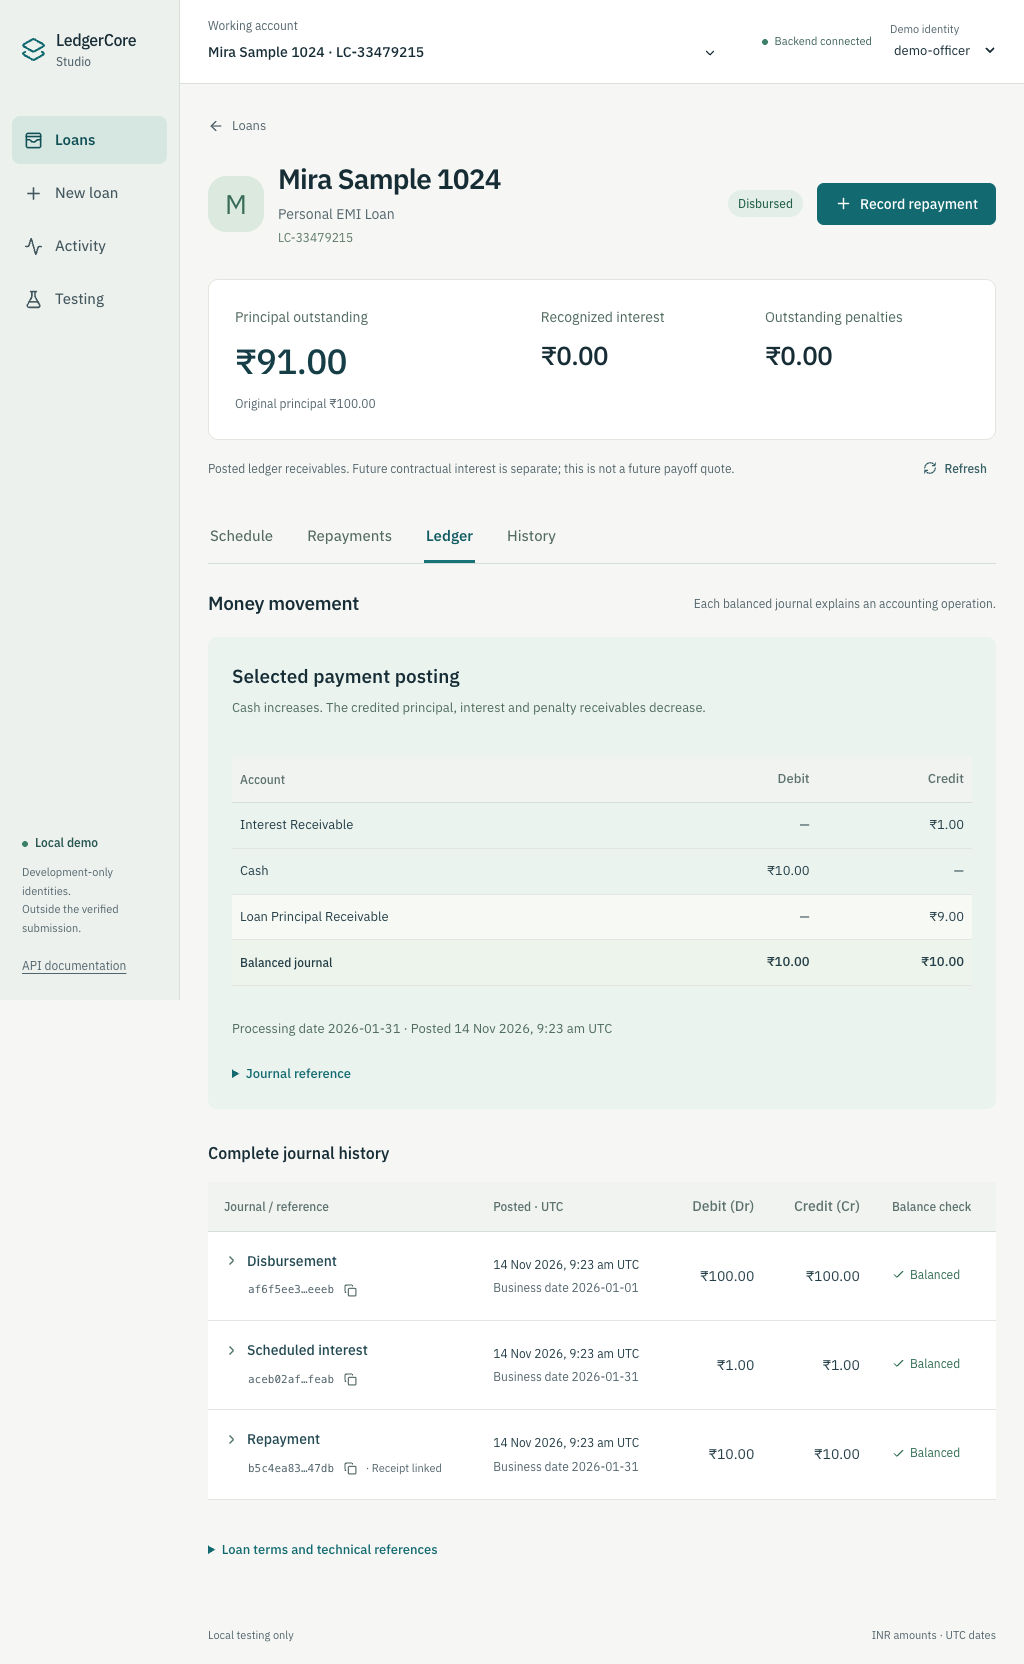 LedgerCore
Studio
Loans
New loan
Activity
Testing
Local demo
Development-only
identities.
Outside the verified
submission.
API documentation
Working account
Mira Sample 1024 · LC-33479215
Backend connected
Demo identity
demo-officer
Loans
M
Mira Sample 1024
Personal EMI Loan
LC-33479215
Disbursed
Record repayment
Principal outstanding
₹91.00
Original principal ₹100.00
Recognized interest
₹0.00
Outstanding penalties
₹0.00
Posted ledger receivables. Future contractual interest is separate; this is not a future payoff quote.
Refresh
Schedule Repayments Ledger History
Money movement
Each balanced journal explains an accounting operation.
Selected payment posting
Cash increases. The credited principal, interest and penalty receivables decrease.
Account Debit Credit
Interest Receivable — ₹1.00
Cash ₹10.00 —
Loan Principal Receivable — ₹9.00
Balanced journal ₹10.00 ₹10.00
Processing date 2026-01-31 · Posted 14 Nov 2026, 9:23 am UTC
Journal reference
Complete journal history
Journal / reference Posted · UTC Debit (Dr) Credit (Cr) Balance check
Disbursement
af6f5ee3…eeeb
14 Nov 2026, 9:23 am UTC
Business date 2026-01-01
₹100.00 ₹100.00 Balanced
Scheduled interest
aceb02af…feab
14 Nov 2026, 9:23 am UTC
Business date 2026-01-31
₹1.00 ₹1.00 Balanced
Repayment
b5c4ea83…47db · Receipt linked
14 Nov 2026, 9:23 am UTC
Business date 2026-01-31
₹10.00 ₹10.00 Balanced
Loan terms and technical references
Local testing only
INR amounts · UTC dates